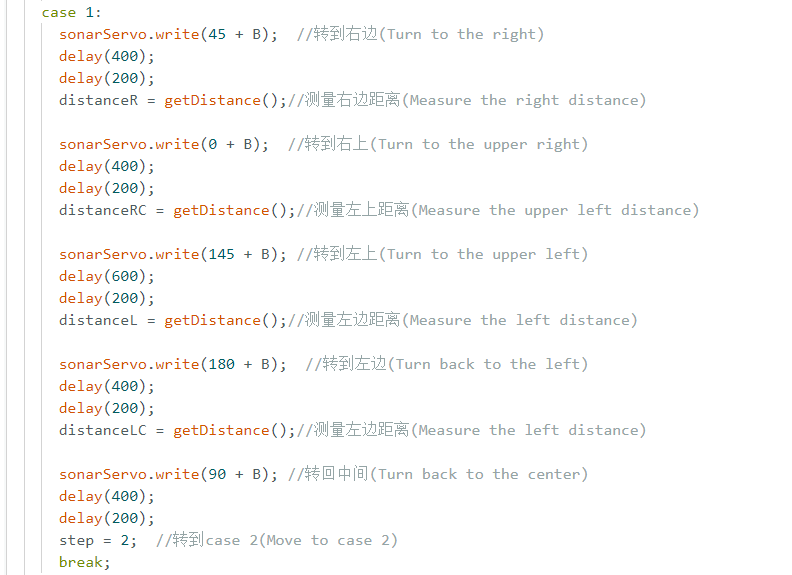 case 1:
sonarServo.write(45 + B);  //转到右边(Turn to the right)
delay(400);
delay(200);
distanceR = getDistance();//测量右边距离(Measure the right distance)
sonarServo.write(0 + B);  //转到右上(Turn to the upper right)
delay(400);
delay(200);
distanceRC = getDistance();//测量左上距离(Measure the upper left distance)
sonarServo.write(145 + B); //转到左上(Turn to the upper left)
delay(600);
delay(200);
distanceL = getDistance();//测量左边距离(Measure the left distance)
sonarServo.write(180 + B);  //转到左边(Turn back to the left)
delay(400);
delay(200);
distanceLC = getDistance();//测量左边距离(Measure the left distance)
sonarServo.write(90 + B); //转回中间(Turn back to the center)
delay(400);
delay(200);
step = 2;  //转到case 2(Move to case 2)
break;